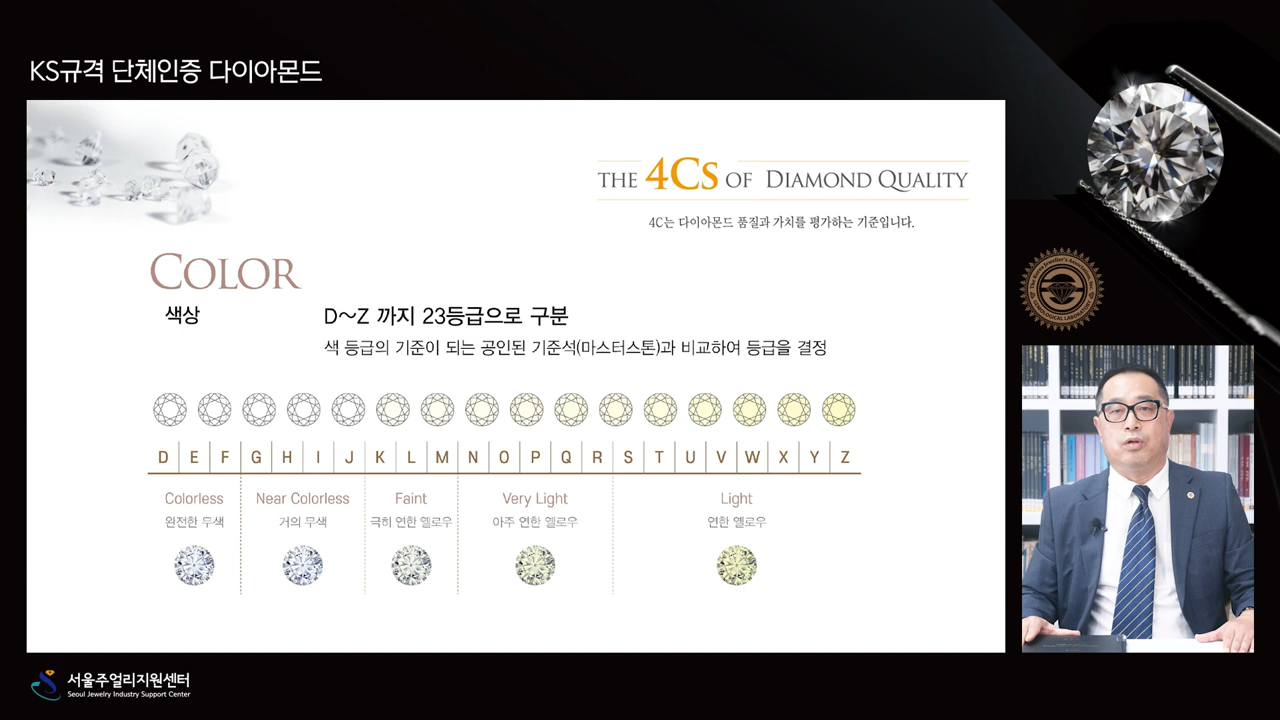 KS규격 단체인증 다이아몬드
THE 4Cs OF DIAMOND QUALITY
4C는 다이아몬드 품질과 가치를 평가하는 기준입니다.
COLOR
색상
D~Z 까지 23등급으로 구분
색 등급의 기준이 되는 공인된 기준석(마스터스톤)과 비교하여 등급을 결정
D E F G H I J K L M N O P Q R S T U V W X Y Z
Colorless Near Colorless Faint Very Light Light
완전한 무색 거의 무색 극히 연한 옐로우 아주 연한 옐로우 연한 옐로우
서울주얼리지원센터
Seoul Jewelry Industry Support Center